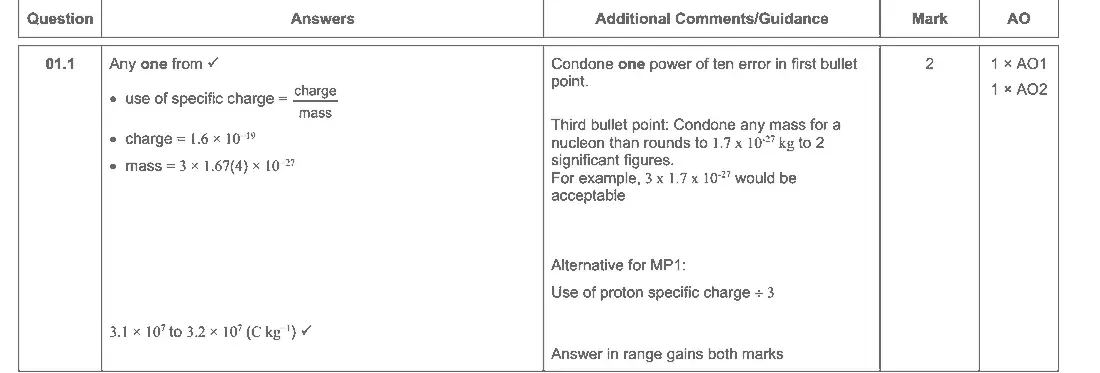 Question Answers Additional Comments/Guidance Mark AO
01.1 Any one from ✓ Condone one power of ten error in first bullet 2 1 × AO1
point. 1 × AO2
• use of specific charge = charge / mass
Third bullet point: Condone any mass for a
• charge = 1.6 × 10⁻¹⁹ nucleon than rounds to 1.7 x 10⁻²⁷ kg to 2
• mass = 3 × 1.67(4) × 10⁻²⁷ significant figures.
For example, 3 x 1.7 x 10⁻²⁷ would be
acceptable
Alternative for MP1:
Use of proton specific charge ÷ 3
3.1 × 10⁷ to 3.2 × 10⁷ (C kg⁻¹) ✓
Answer in range gains both marks